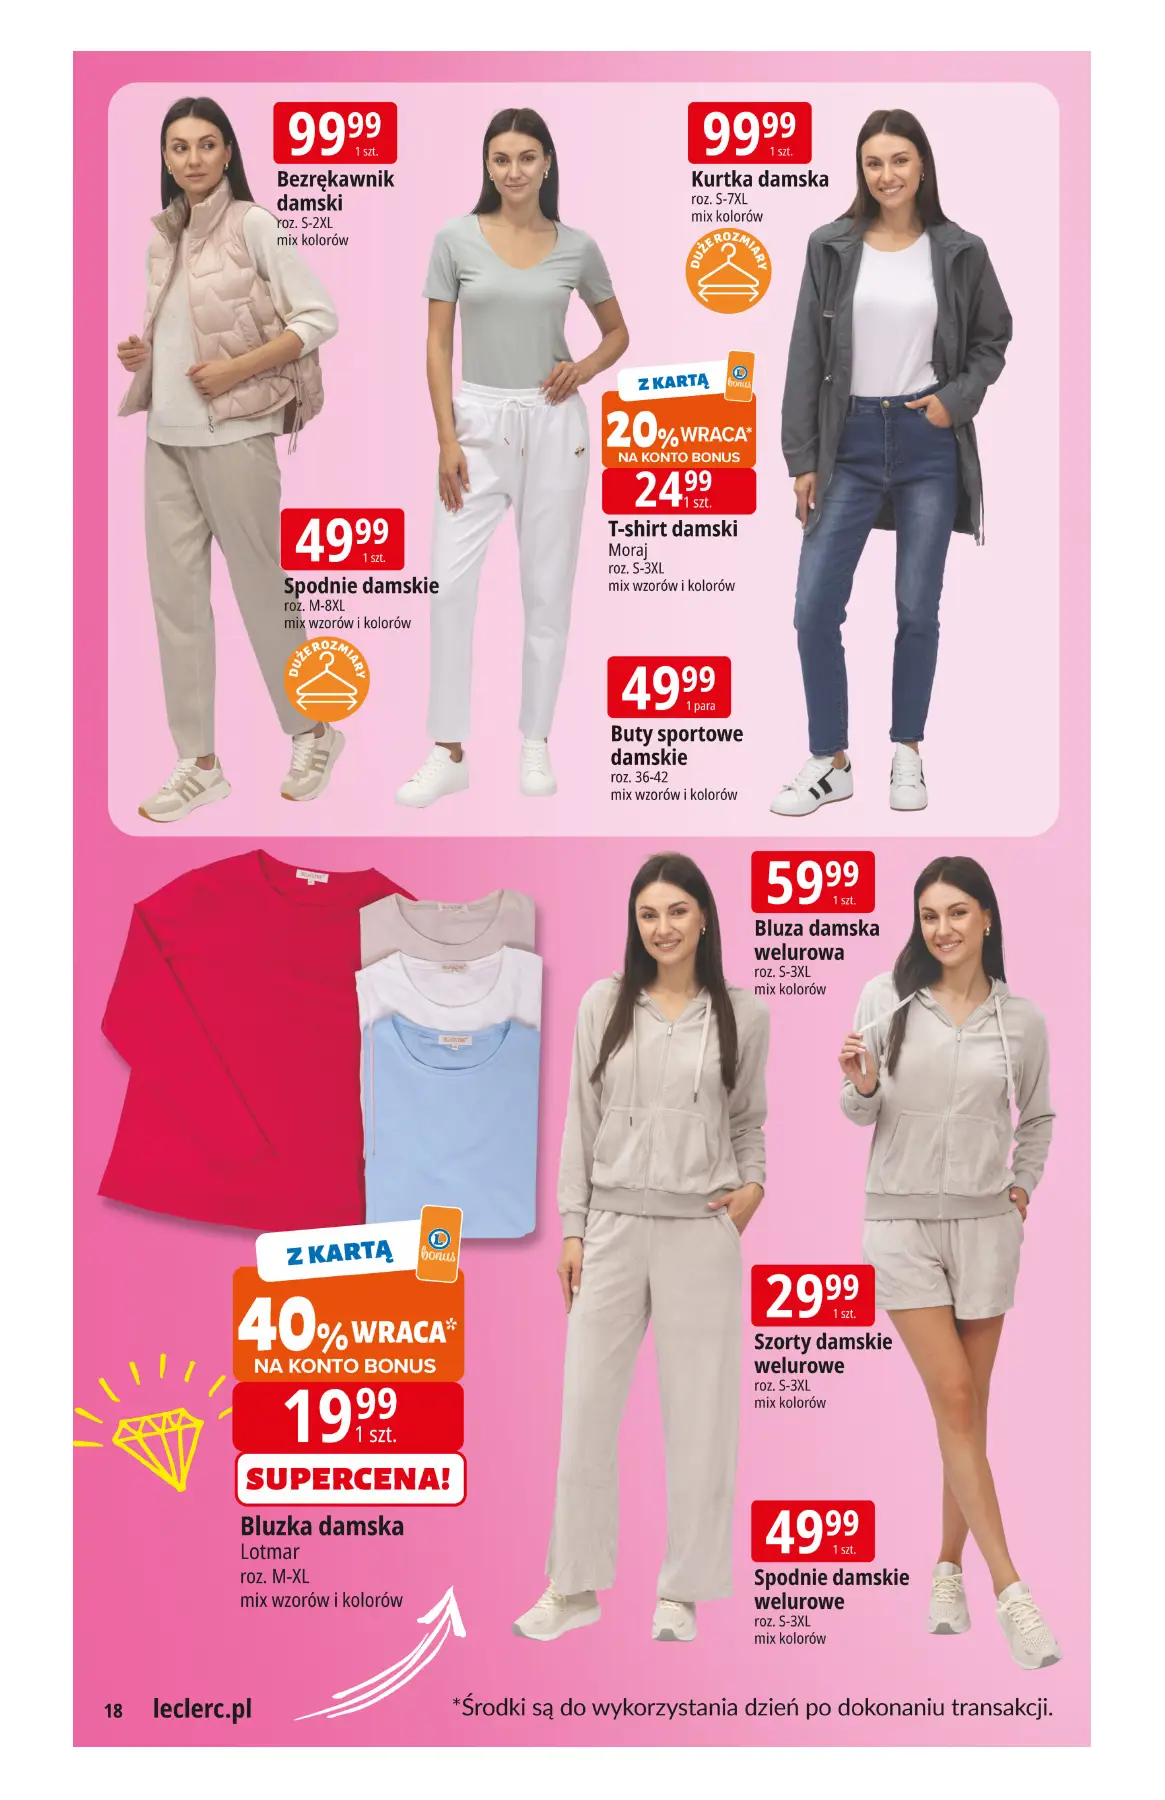 99 99
1 szt.
Bezrękawnik
damski
roz. S-2XL
mix kolorów
99 99
1 szt.
Kurtka damska
roz. S-7XL
mix kolorów
DUŻE ROZMIARY
Z KARTĄ
bonus
20% WRACA*
NA KONTO BONUS
24 99
1 szt.
T-shirt damski
Moraj
roz. S-3XL
mix wzorów i kolorów
49 99
1 szt.
Spodnie damskie
roz. M-8XL
mix wzorów i kolorów
DUŻE ROZMIARY
49 99
1 para
Buty sportowe
damskie
roz. 36-42
mix wzorów i kolorów
59 99
1 szt.
Bluza damska
welurowa
roz. S-3XL
mix kolorów
Z KARTĄ
bonus
40% WRACA*
NA KONTO BONUS
19 99
1 szt.
SUPERCENA!
Bluzka damska
Lotmar
roz. M-XL
mix wzorów i kolorów
29 99
1 szt.
Szorty damskie
welurowe
roz. S-3XL
mix kolorów
49 99
1 szt.
Spodnie damskie
welurowe
roz. S-3XL
mix kolorów
18 leclerc.pl
*Środki są do wykorzystania dzień po dokonaniu transakcji.